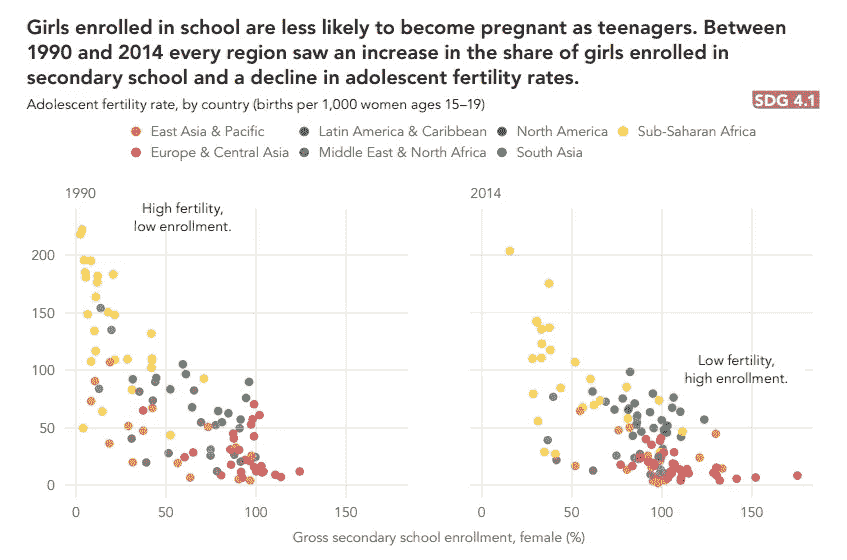 Girls enrolled in school are less likely to become pregnant as teenagers. Between
1990 and 2014 every region saw an increase in the share of girls enrolled in
secondary school and a decline in adolescent fertility rates.
Adolescent fertility rate, by country (births per 1,000 women ages 15–19)
SDG 4.1
East Asia & Pacific
Latin America & Caribbean
North America
Sub-Saharan Africa
Europe & Central Asia
Middle East & North Africa
South Asia
1990
2014
High fertility,
low enrollment.
200
150
100
50
0
Low fertility,
high enrollment.
0
50
100
150
0
50
100
150
Gross secondary school enrollment, female (%)